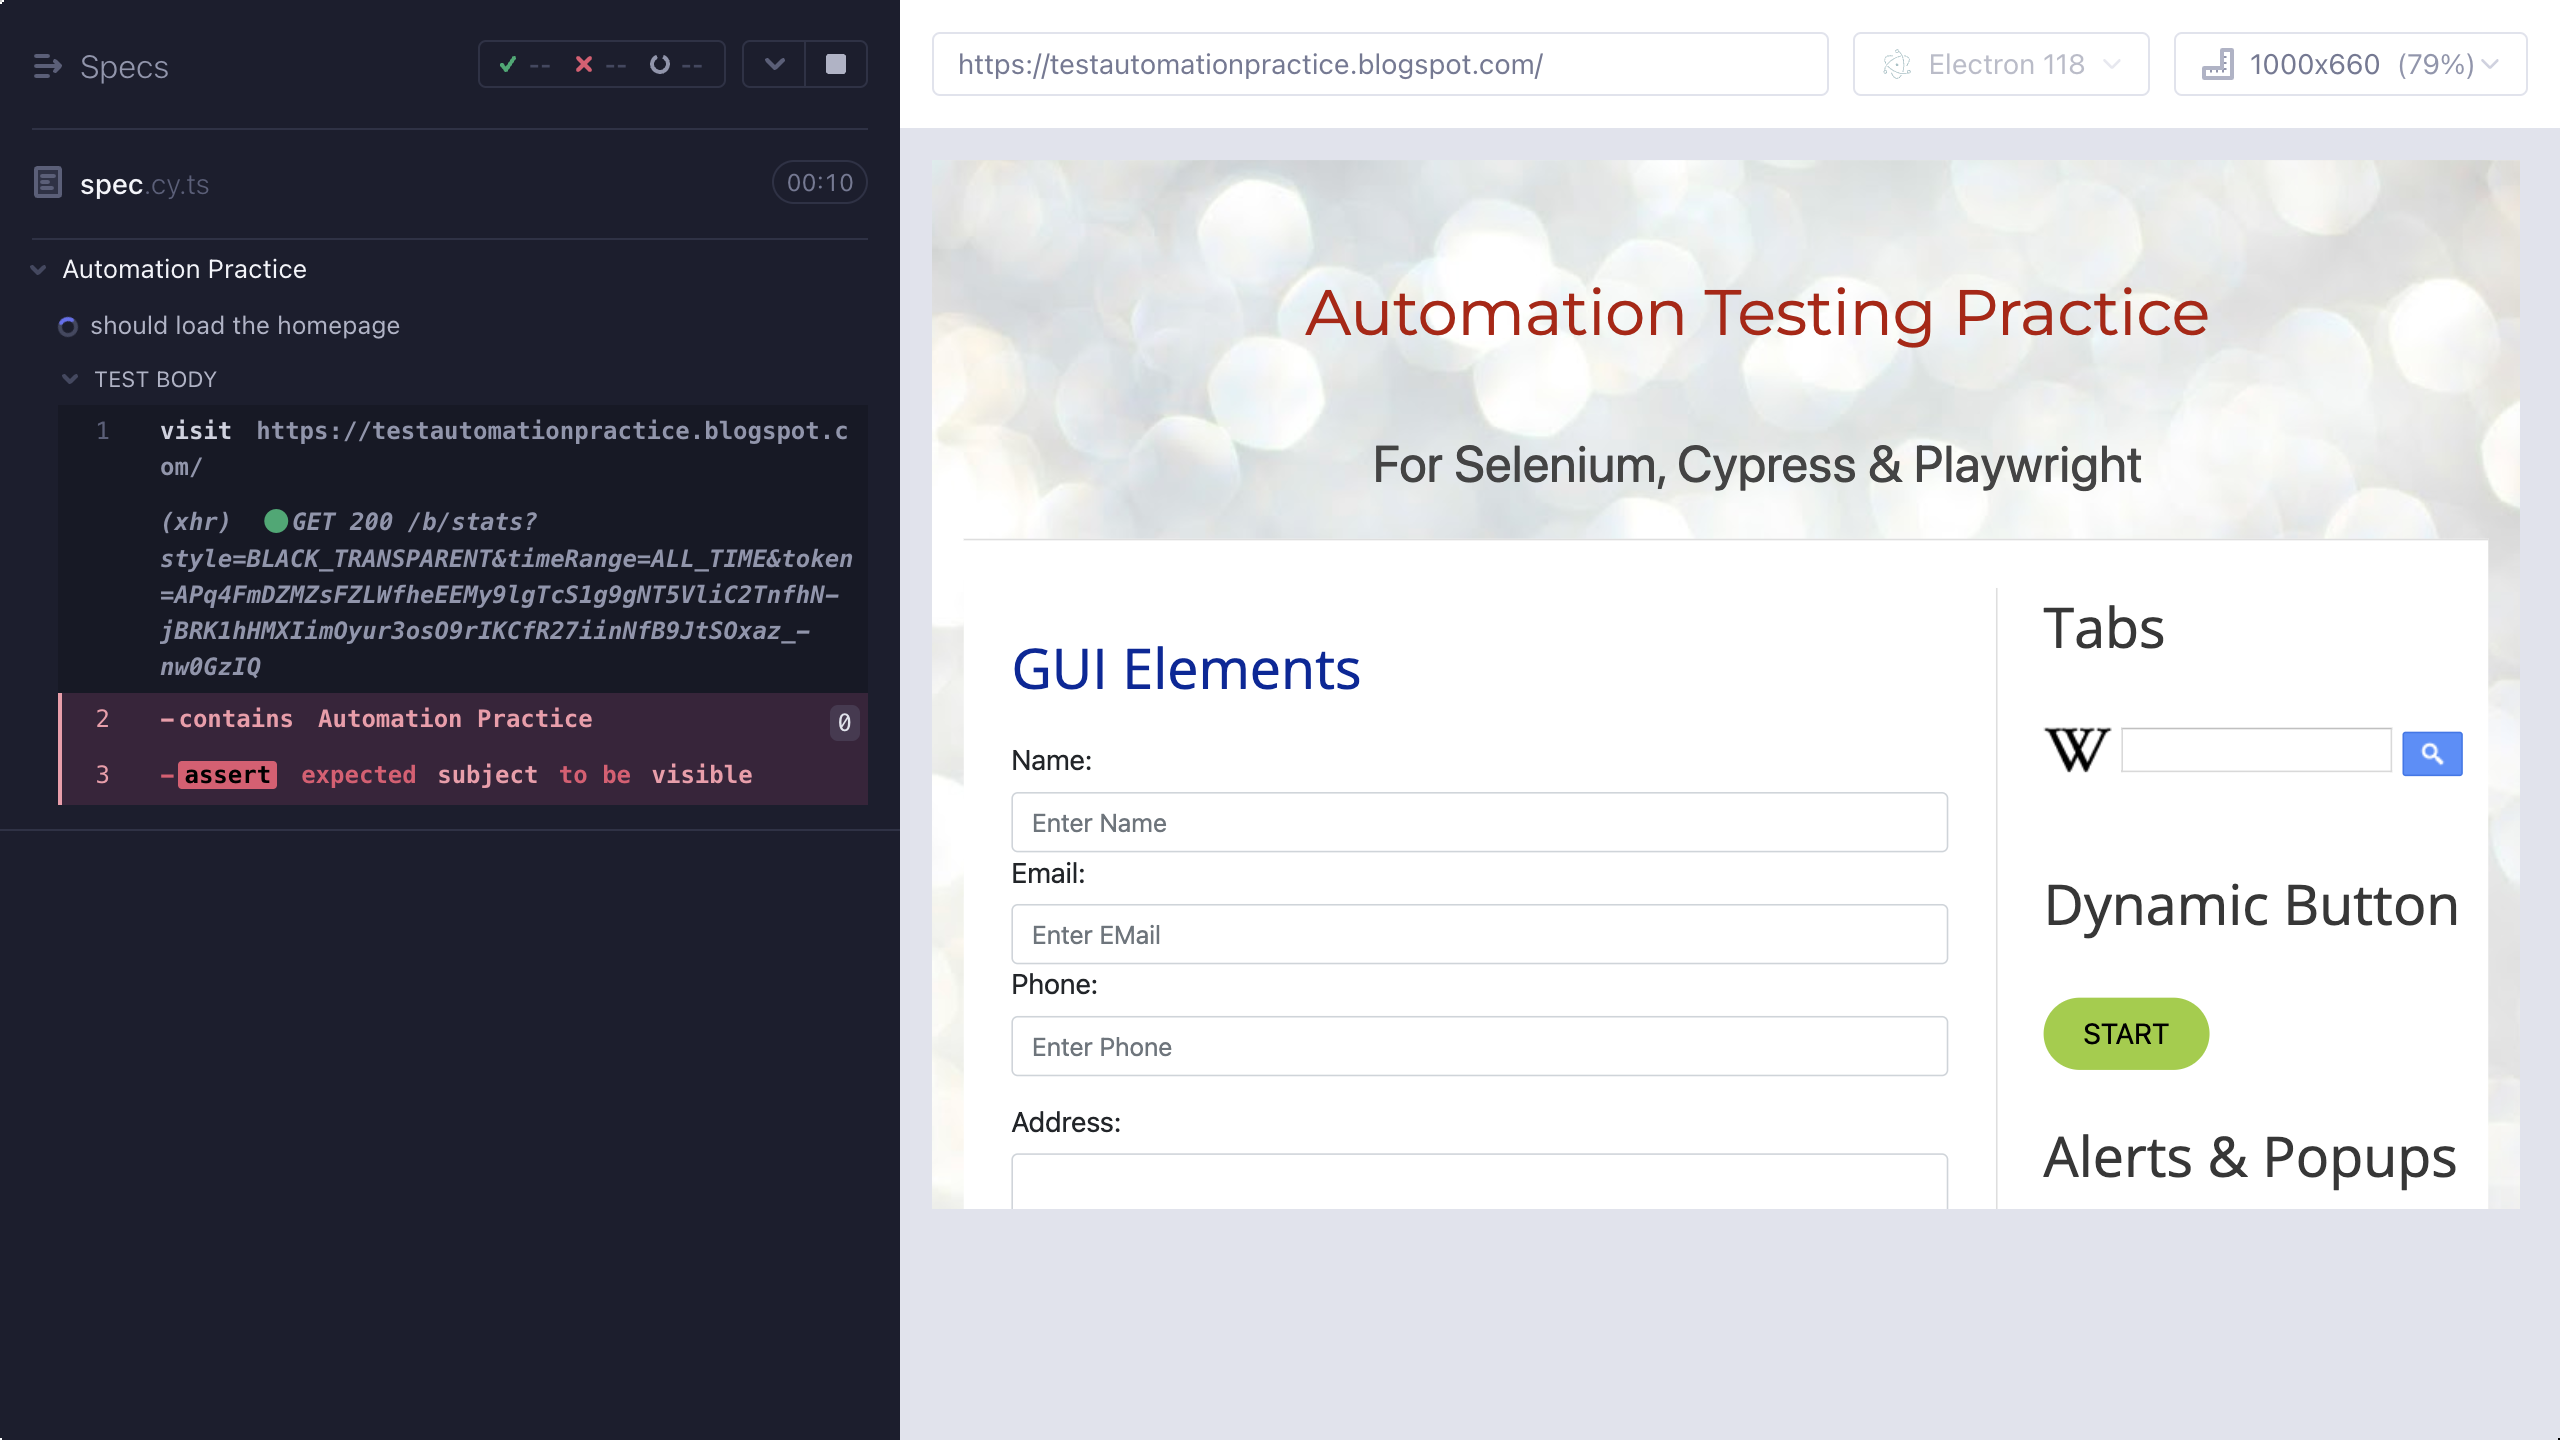 Specs
--
--
--
spec.cy.ts
00:10
Automation Practice
should load the homepage
TEST BODY
1 visit https://testautomationpractice.blogspot.c
om/
(xhr) GET 200 /b/stats?
style=BLACK_TRANSPARENT&timeRange=ALL_TIME&token
=APq4FmDZMZsFZLWfheEEMy9lgTcS1g9gNT5VliC2TnfhN-
jBRK1hHMXIimOyur3osO9rIKCfR27iinNfB9JtSOxaz_-
nw0GzIQ
2 -contains Automation Practice 0
3 -assert expected subject to be visible
https://testautomationpractice.blogspot.com/
Electron 118
1000x660 (79%)
Automation Testing Practice
For Selenium, Cypress & Playwright
GUI Elements
Name:
Enter Name
Email:
Enter EMail
Phone:
Enter Phone
Address:
Tabs
W
Dynamic Button
START
Alerts & Popups